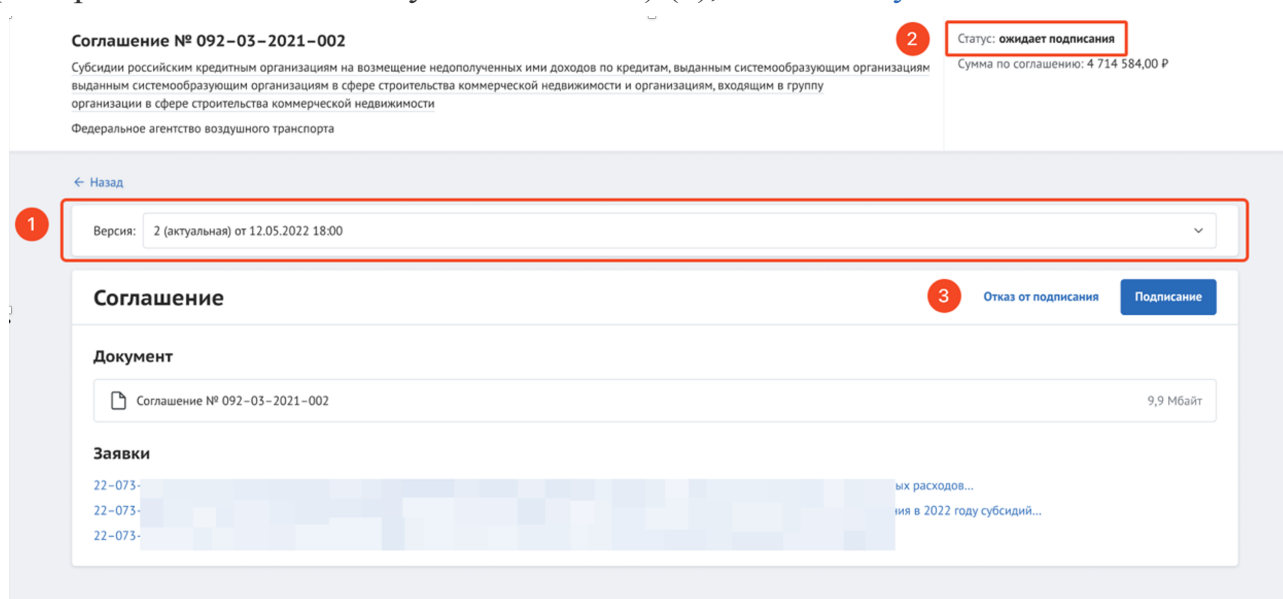 Соглашение № 092-03-2021-002
2
Статус: ожидает подписания
Субсидии российским кредитным организациям на возмещение недополученных ими доходов по кредитам, выданным системообразующим организациям
Сумма по соглашению: 4 714 584,00 ₽
выданным системообразующим организациям в сфере строительства коммерческой недвижимости и организациям, входящим в группу
организации в сфере строительства коммерческой недвижимости
Федеральное агентство воздушного транспорта
← Назад
1
Версия: 2 (актуальная) от 12.05.2022 18:00
Соглашение
3
Отказ от подписания
Подписание
Документ
Соглашение № 092-03-2021-002
9,9 Мбайт
Заявки
22-073- ых расходов...
22-073- ия в 2022 году субсидий...
22-073-